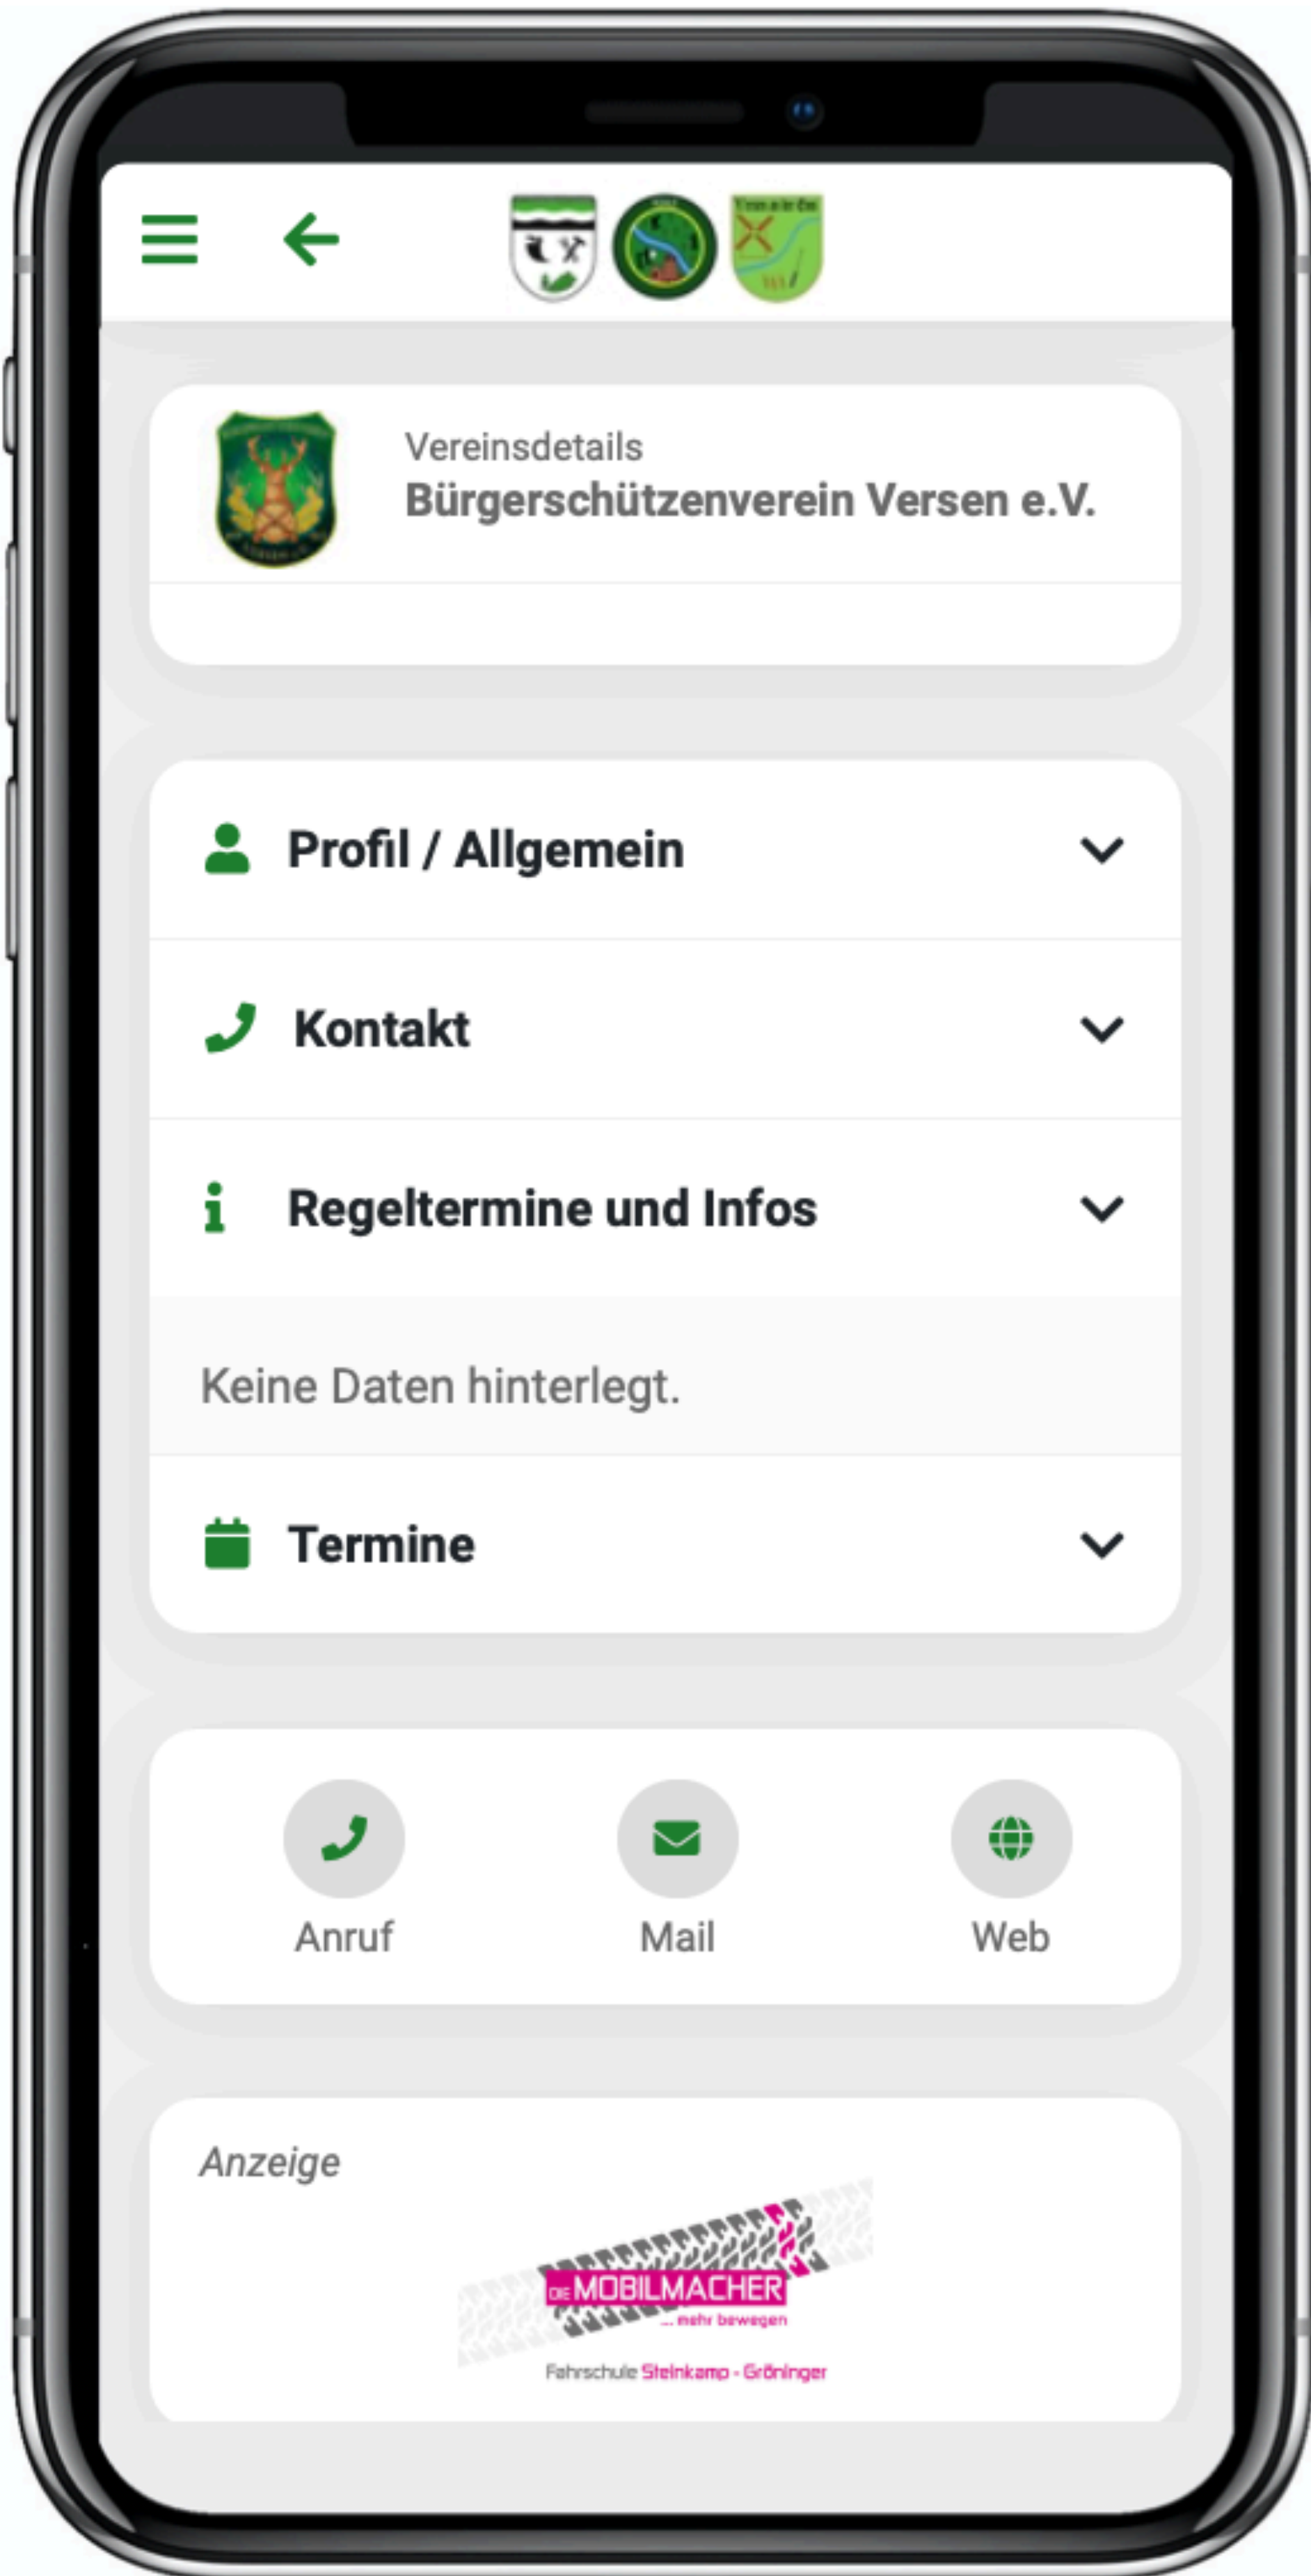 Vereinsdetails
Bürgerschützenverein Versen e.V.
Profil / Allgemein
Kontakt
Regeltermine und Infos
Keine Daten hinterlegt.
Termine
Anruf
Mail
Web
Anzeige
DIE MOBILMACHER
... mehr bewegen
Fahrschule Steinkamp - Gröninger